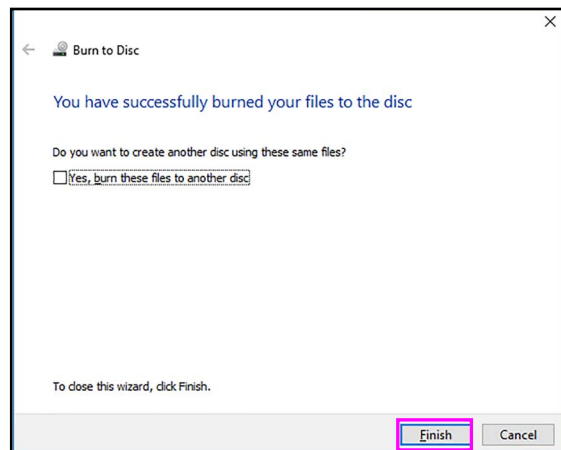 Burn to Disc
You have successfully burned your files to the disc
Do you want to create another disc using these same files?
Yes, burn these files to another disc
To close this wizard, click Finish.
Finish Cancel